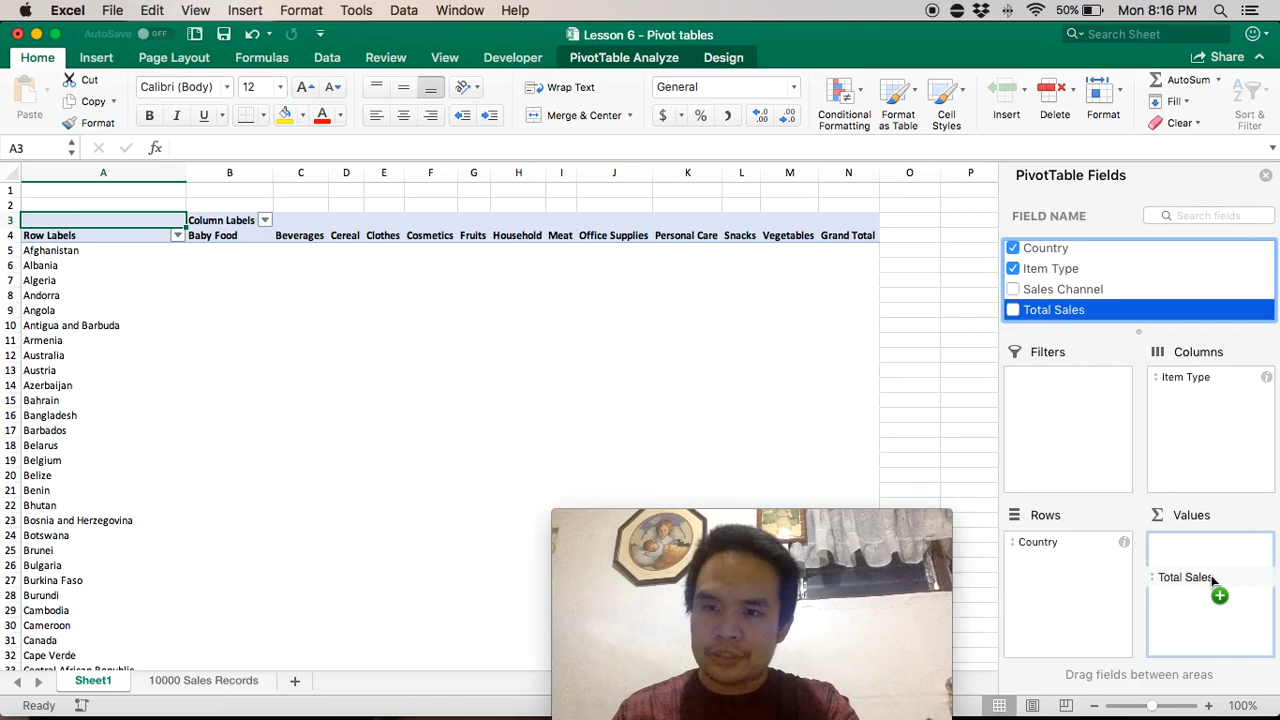 Excel File Edit View Insert Format Tools Data Window Help 50% Mon 8:16 PM
AutoSave OFF Lesson 6 - Pivot tables Search Sheet
Home Insert Page Layout Formulas Data Review View Developer PivotTable Analyze Design Share
Cut Calibri (Body) 12 A A Wrap Text General AutoSum
Paste Copy Conditional Formatting Format as Table Cell Styles Insert Delete Format Fill Sort & Filter
Format B I U A Merge & Center $ % Clear
A3 fx
A B C D E F G H I J K L M N O P
1
2
3 Column Labels
4 Row Labels Baby Food Beverages Cereal Clothes Cosmetics Fruits Household Meat Office Supplies Personal Care Snacks Vegetables Grand Total
5 Afghanistan
6 Albania
7 Algeria
8 Andorra
9 Angola
10 Antigua and Barbuda
11 Armenia
12 Australia
13 Austria
14 Azerbaijan
15 Bahrain
16 Bangladesh
17 Barbados
18 Belarus
19 Belgium
20 Belize
21 Benin
22 Bhutan
23 Bosnia and Herzegovina
24 Botswana
25 Brunei
26 Bulgaria
27 Burkina Faso
28 Burundi
29 Cambodia
30 Cameroon
31 Canada
32 Cape Verde
33 Central African Republic
Sheet1 10000 Sales Records
Ready 100%
PivotTable Fields
FIELD NAME Search fields
Country
Item Type
Sales Channel
Total Sales
Filters Columns
Item Type
Rows Values
Country
Total Sales
Drag fields between areas